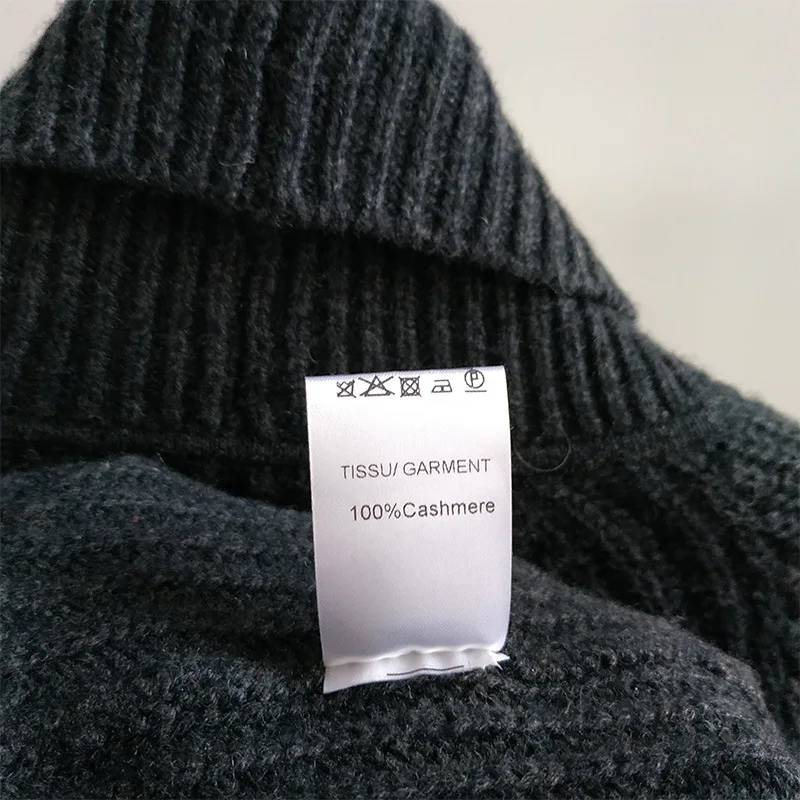 P
TISSU/ GARMENT
100%Cashmere